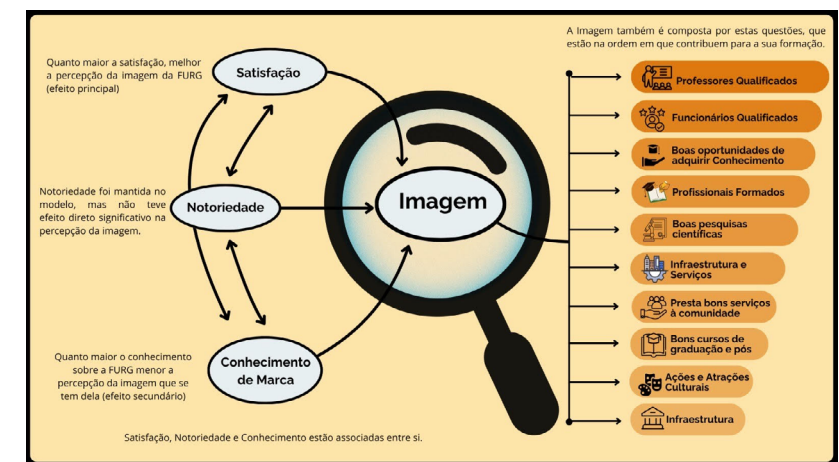 Quanto maior a satisfação, melhor
a percepção da imagem da FURG
(efeito principal)
Satisfação
Notoriedade foi mantida no
modelo, mas não teve
efeito direto significativo na
percepção da imagem.
Notoriedade
Imagem
Quanto maior o conhecimento
sobre a FURG menor a
percepção da imagem que se
tem dela (efeito secundário)
Conhecimento
de Marca
Satisfação, Notoriedade e Conhecimento estão associadas entre si.
A Imagem também é composta por estas questões, que
estão na ordem em que contribuem para a sua formação.
Professores Qualificados
Funcionários Qualificados
Boas oportunidades de
adquirir Conhecimento
Profissionais Formados
Boas pesquisas
científicas
Infraestrutura e
Serviços
Presta bons serviços
à comunidade
Bons cursos de
graduação e pós
Ações e Atrações
Culturais
Infraestrutura